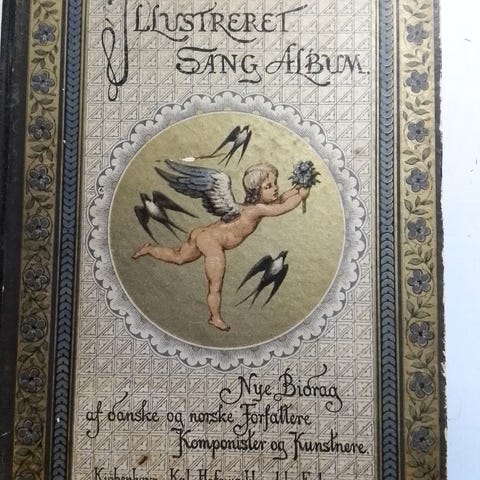 Illustreret
Sang Album.
Nye Bidrag
af danske og norske Forfattere
Komponister og Kunstnere